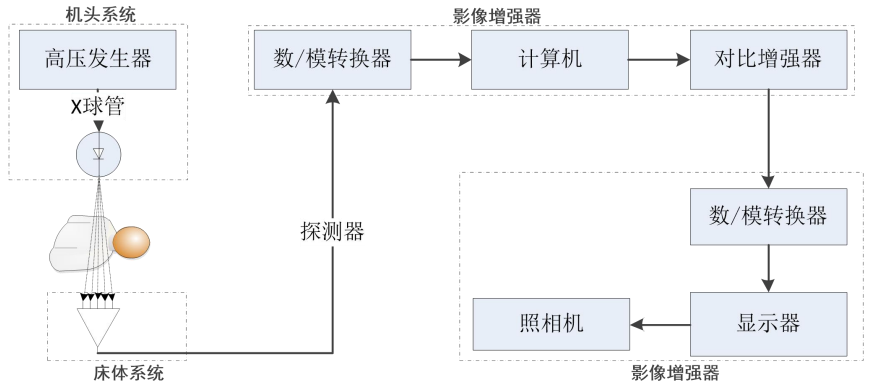 机头系统
影像增强器
高压发生器
数/模转换器
计算机
对比增强器
X球管
数/模转换器
探测器
照相机
显示器
床体系统
影像增强器